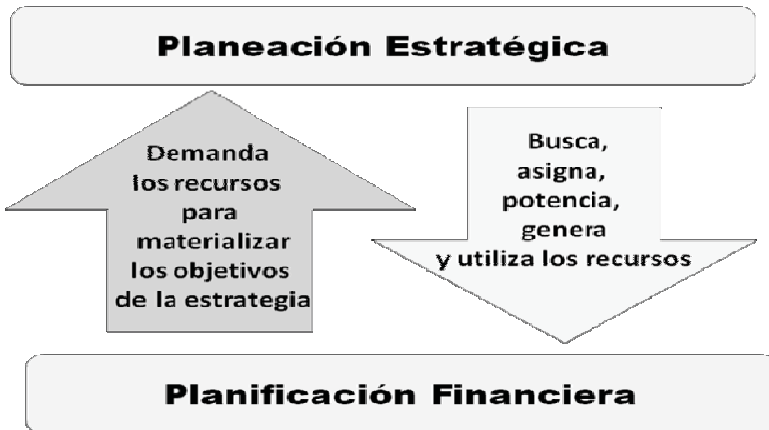 Planeación Estratégica
Demanda
los recursos
para
materializar
los objetivos
de la estrategia
Busca,
asigna,
potencia,
genera
y utiliza los recursos
Planificación Financiera